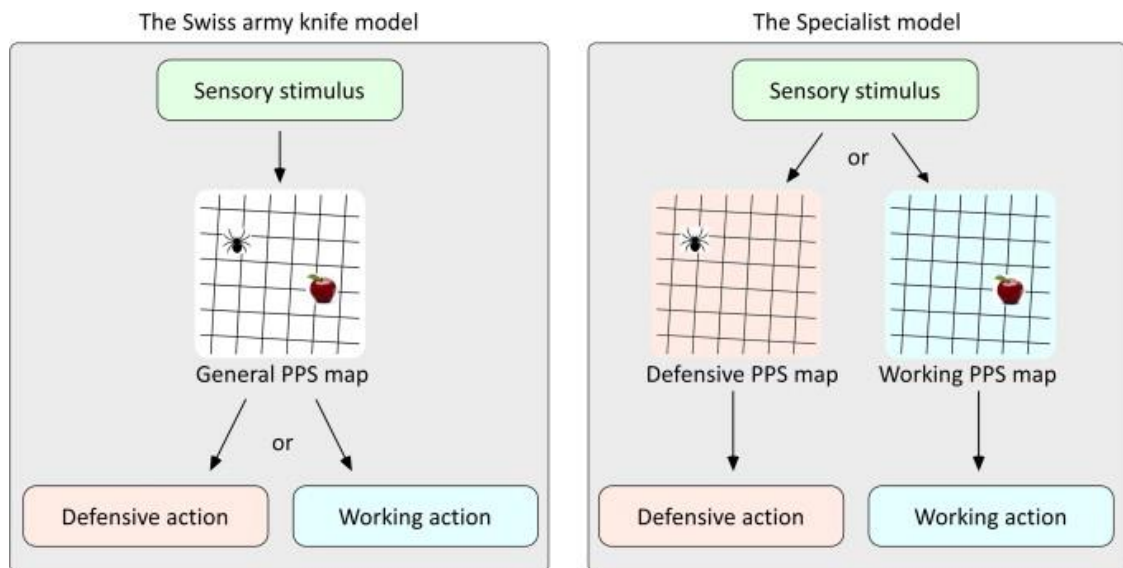 The Swiss army knife model
Sensory stimulus
General PPS map
or
Defensive action
Working action
The Specialist model
Sensory stimulus
or
Defensive PPS map
Working PPS map
Defensive action
Working action